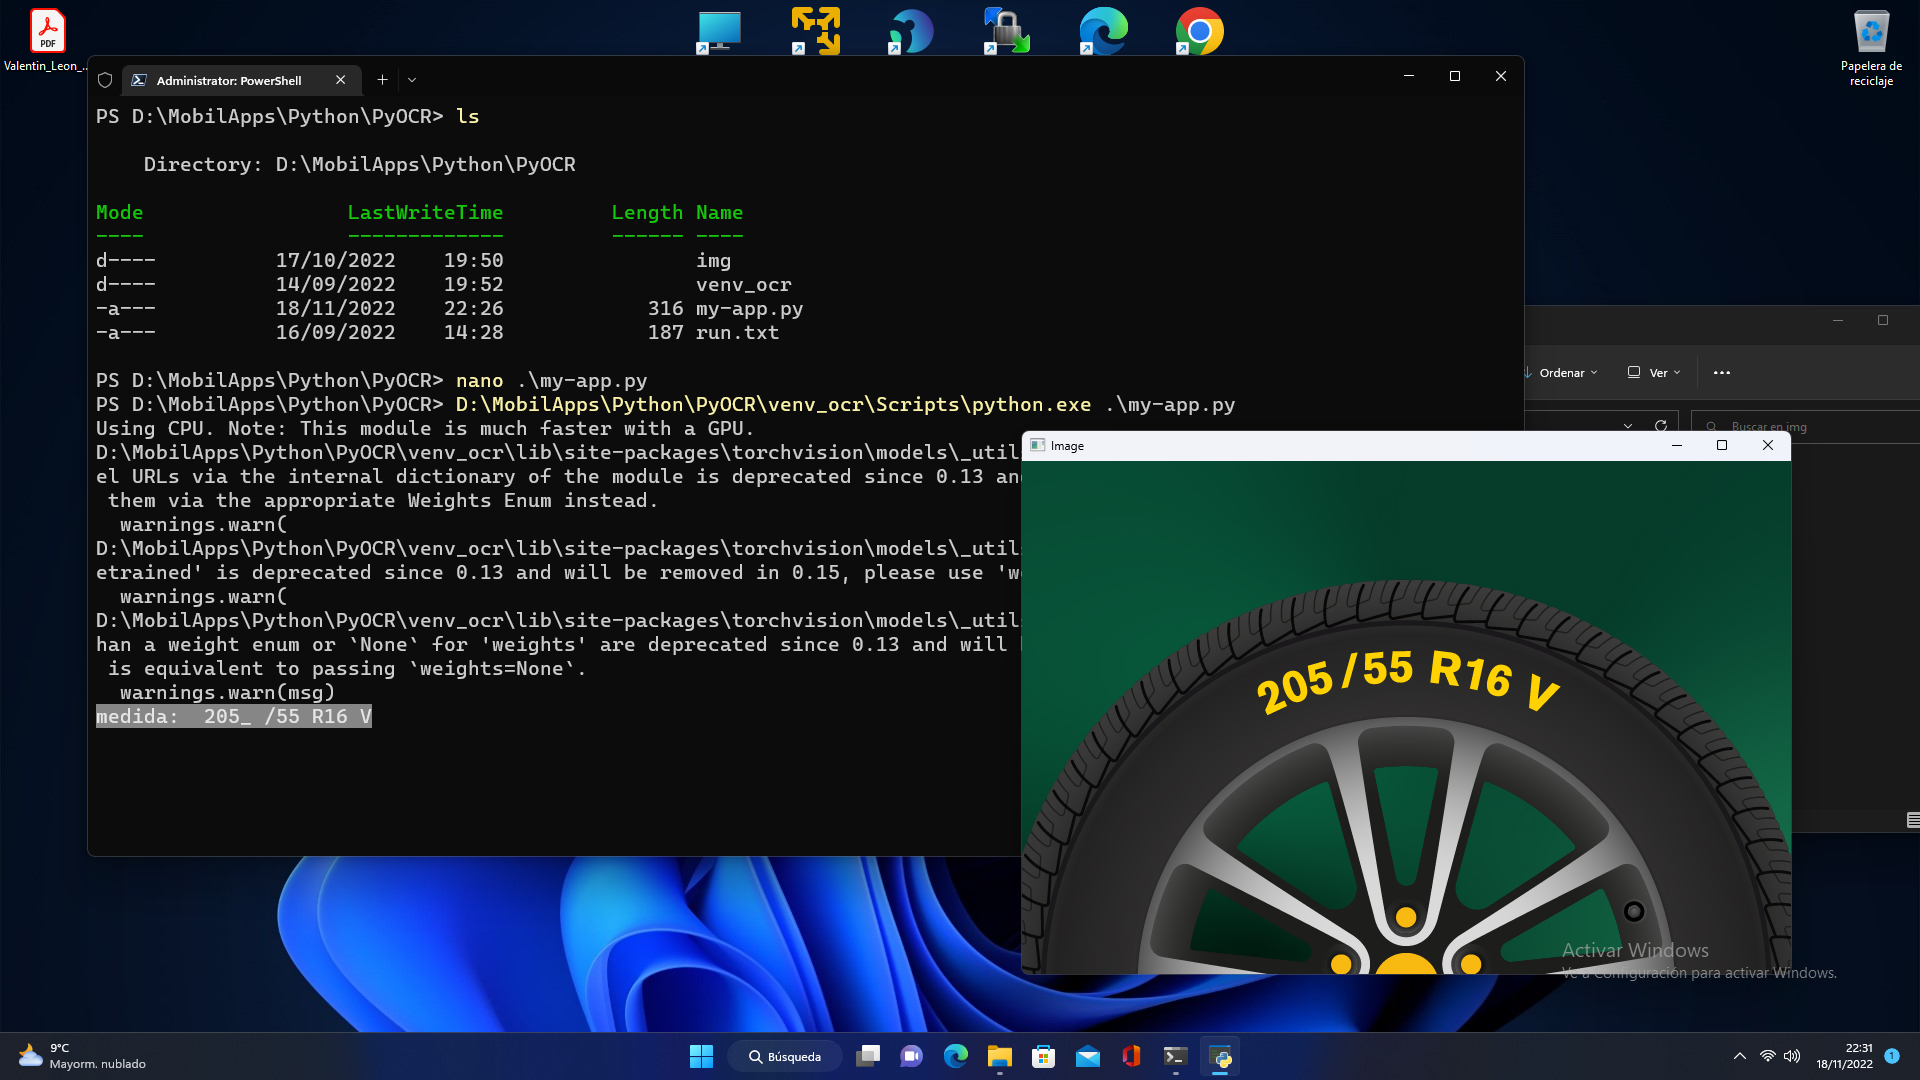 PDF
Valentin_Leon_...
Papelera de
reciclaje
Administrator: PowerShell
PS D:\MobilApps\Python\PyOCR> ls
Directory: D:\MobilApps\Python\PyOCR
Mode LastWriteTime Length Name
---- ------------- ------ ----
d---- 17/10/2022 19:50 img
d---- 14/09/2022 19:52 venv_ocr
-a--- 18/11/2022 22:26 316 my-app.py
-a--- 16/09/2022 14:28 187 run.txt
PS D:\MobilApps\Python\PyOCR> nano .\my-app.py
PS D:\MobilApps\Python\PyOCR> D:\MobilApps\Python\PyOCR\venv_ocr\Scripts\python.exe .\my-app.py
Using CPU. Note: This module is much faster with a GPU.
D:\MobilApps\Python\PyOCR\venv_ocr\lib\site-packages\torchvision\models\_util
el URLs via the internal dictionary of the module is deprecated since 0.13 an
them via the appropriate Weights Enum instead.
warnings.warn(
D:\MobilApps\Python\PyOCR\venv_ocr\lib\site-packages\torchvision\models\_util
etrained' is deprecated since 0.13 and will be removed in 0.15, please use 'w
warnings.warn(
D:\MobilApps\Python\PyOCR\venv_ocr\lib\site-packages\torchvision\models\_util
han a weight enum or `None` for 'weights' are deprecated since 0.13 and will
is equivalent to passing `weights=None`.
warnings.warn(msg)
medida:  205_ /55 R16 V
Ordenar
Ver
Buscar en img
Image
205/55 R16 V
Activar Windows
Ve a Configuración para activar Windows.
9°C
Mayorm. nublado
Búsqueda
22:31
18/11/2022
1